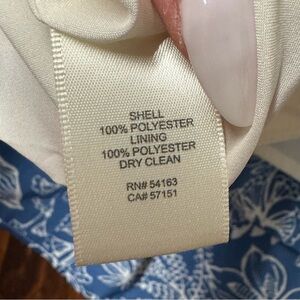 SHELL
100% POLYESTER
LINING
100% POLYESTER
DRY CLEAN
RN# 54163
CA# 57151